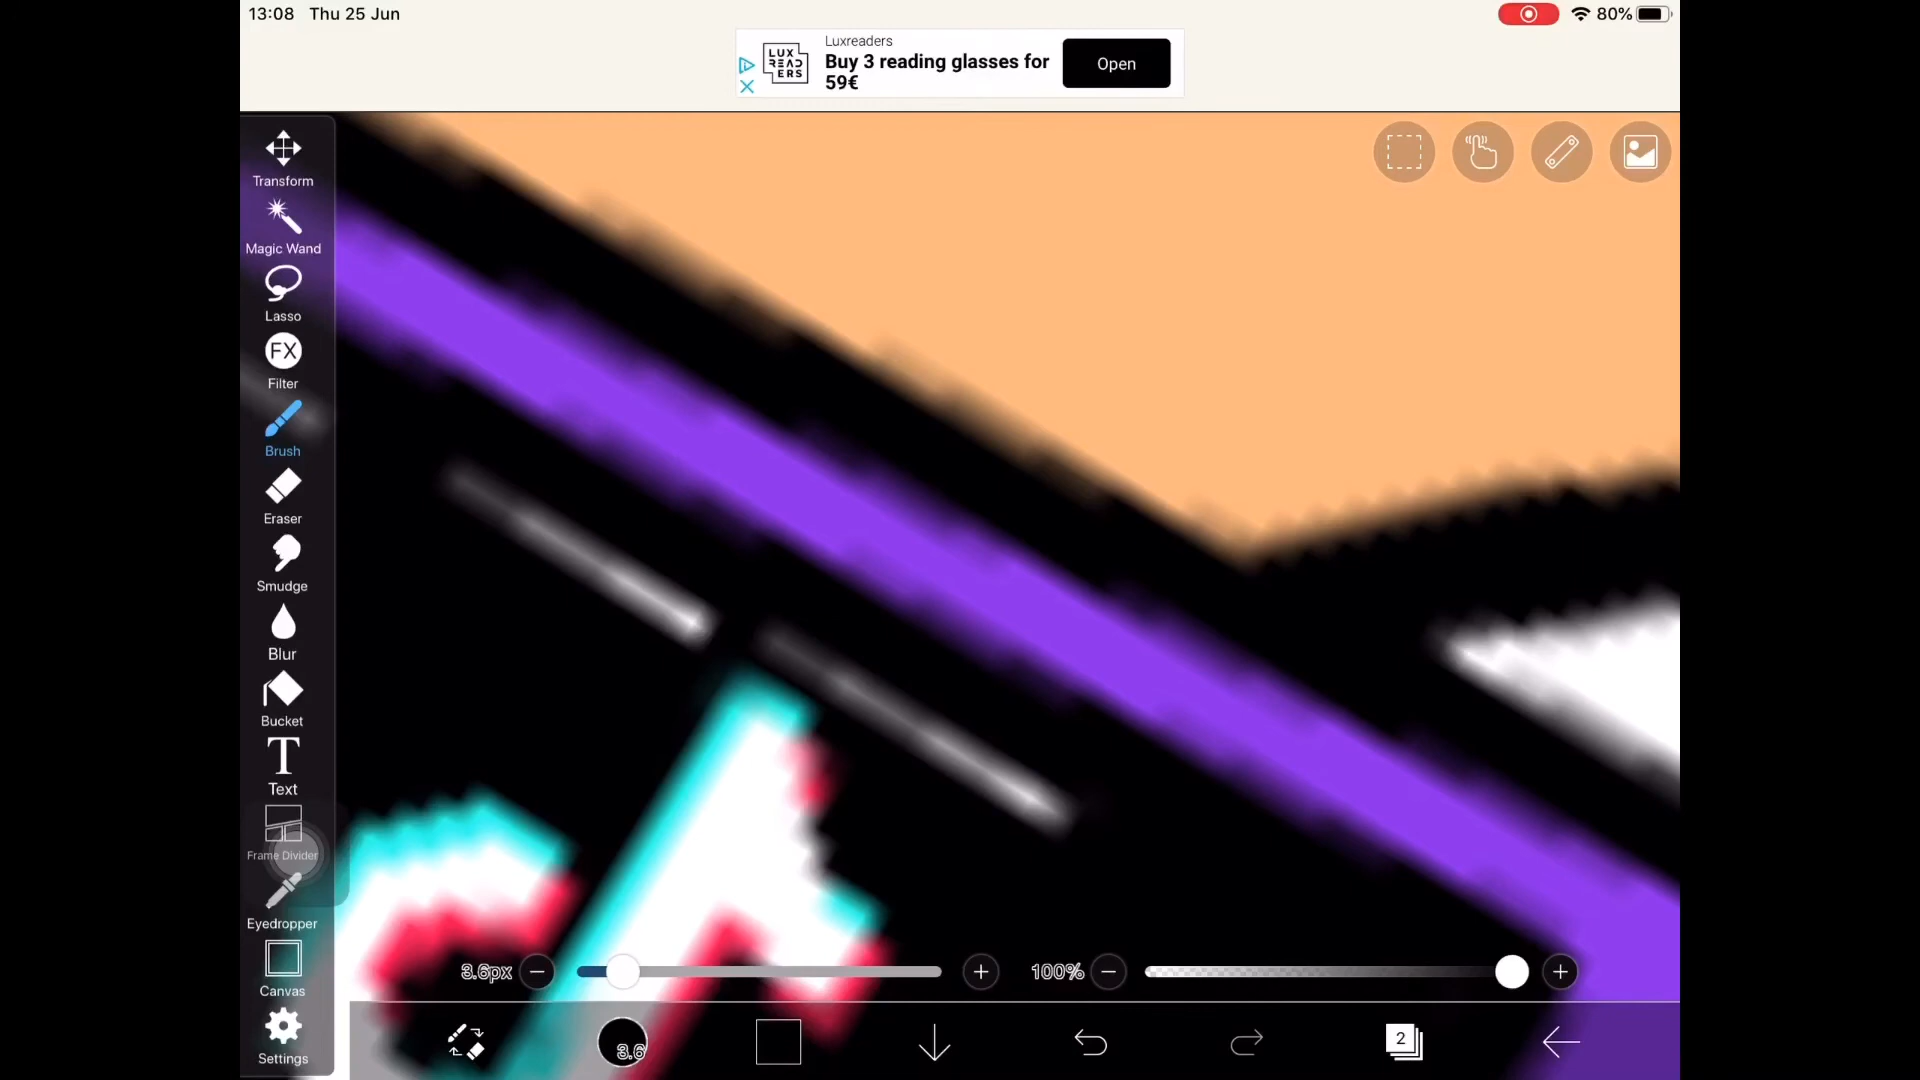 13:08 Thu 25 Jun
80%
Luxreaders
LUX
READ
ERS
Buy 3 reading glasses for
59€
Open
Transform
Magic Wand
Lasso
FX
Filter
Brush
Eraser
Smudge
Blur
Bucket
T
Text
Frame Divider
Eyedropper
Canvas
Settings
3.6px
100%
3.6
2